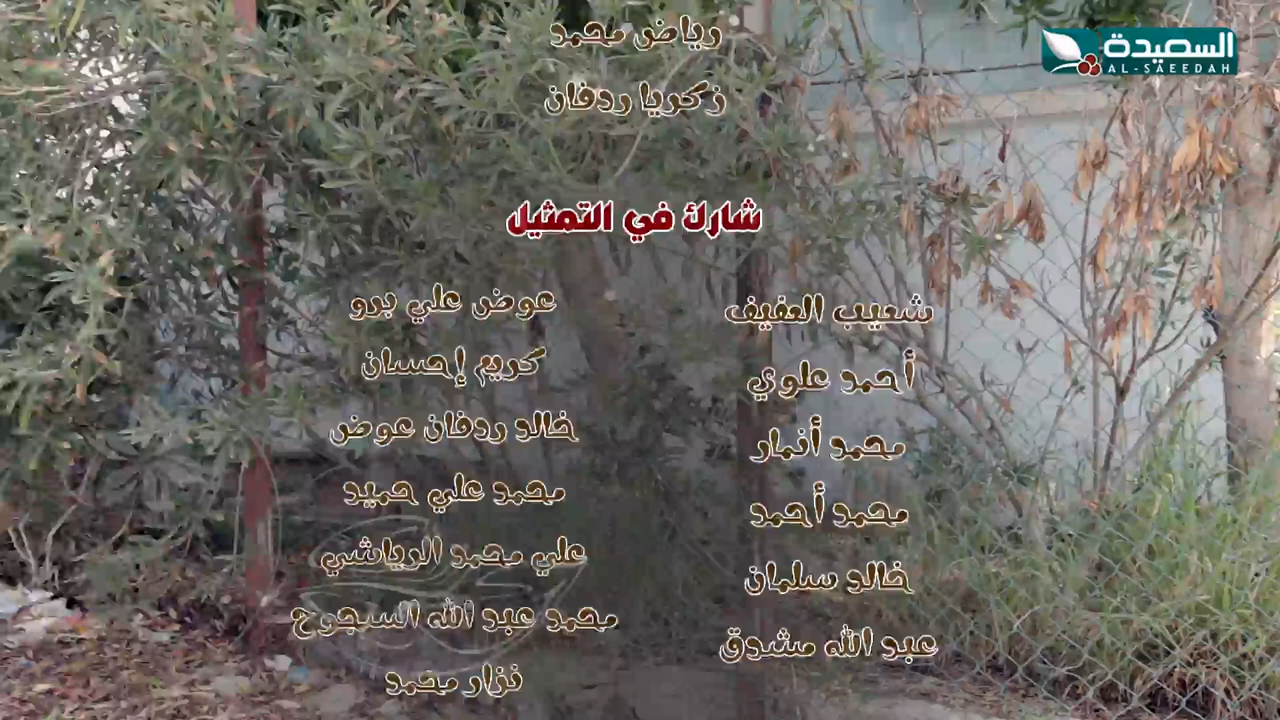 رياض محمد
السعيدة
AL-SAEEDAH
زكريا ردفان
شارك في التمثيل
شعيب العفيف
عوض علي برو
أحمد علوي
كريم إحسان
محمد أنمار
خالد ردفان عوض
محمد أحمد
محمد علي حميد
خالد سلمان
علي محمد الرياشي
عبد الله مشدق
محمد عبد الله السجوح
نزار محمد